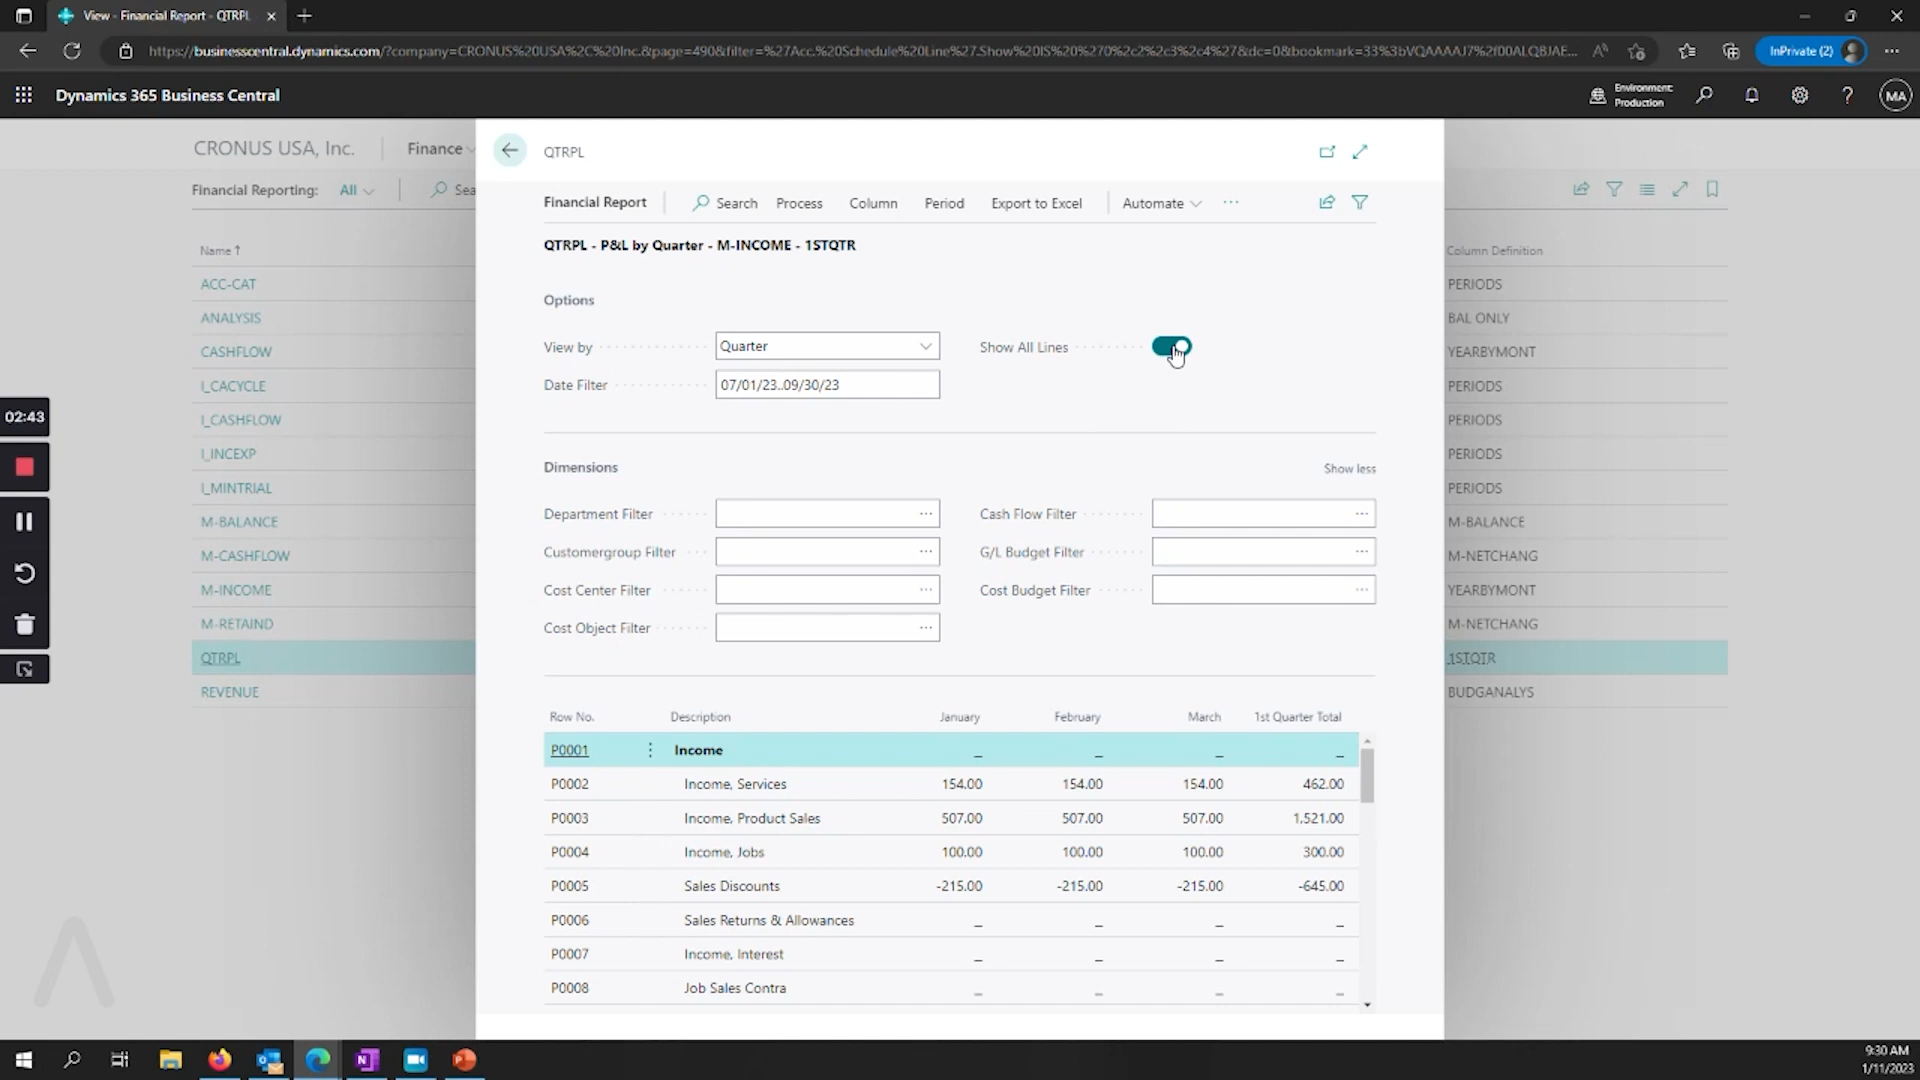 View - Financial Report - QTRPL
https://businesscentral.dynamics.com/?company=CRONUS%20USA%2C%20Inc.&page=490&filter=%27Acc.%20Schedule%20Line%27.Show%20IS%20%270%2c2%2c3%2c4%27&dc=0&bookmark=33%3bVQAAAAJ7%2f00ALQBJAE...
InPrivate (2)
Dynamics 365 Business Central
Environment:
Production
?
MA
CRONUS USA, Inc.
Finance
QTRPL
Financial Reporting:
All
Sea
Financial Report
Search
Process
Column
Period
Export to Excel
Automate
QTRPL - P&L by Quarter - M-INCOME - 1STQTR
Name ↑
Column Definition
ACC-CAT
PERIODS
ANALYSIS
BAL ONLY
CASHFLOW
YEARBYMONT
I_CACYCLE
PERIODS
I_CASHFLOW
PERIODS
I_INCEXP
PERIODS
I_MINTRIAL
PERIODS
M-BALANCE
M-BALANCE
M-CASHFLOW
M-NETCHANG
M-INCOME
YEARBYMONT
M-RETAIND
M-NETCHANG
QTRPL
1STQTR
REVENUE
BUDGANALYS
Options
View by
Quarter
Show All Lines
Date Filter
07/01/23..09/30/23
02:43
Dimensions
Show less
Department Filter
Cash Flow Filter
Customergroup Filter
G/L Budget Filter
Cost Center Filter
Cost Budget Filter
Cost Object Filter
Row No. Description January February March 1st Quarter Total
P0001 Income _ _ _ _
P0002 Income, Services 154.00 154.00 154.00 462.00
P0003 Income, Product Sales 507.00 507.00 507.00 1,521.00
P0004 Income, Jobs 100.00 100.00 100.00 300.00
P0005 Sales Discounts -215.00 -215.00 -215.00 -645.00
P0006 Sales Returns & Allowances _ _ _ _
P0007 Income, Interest _ _ _ _
P0008 Job Sales Contra _ _ _ _
9:30 AM
1/11/2023